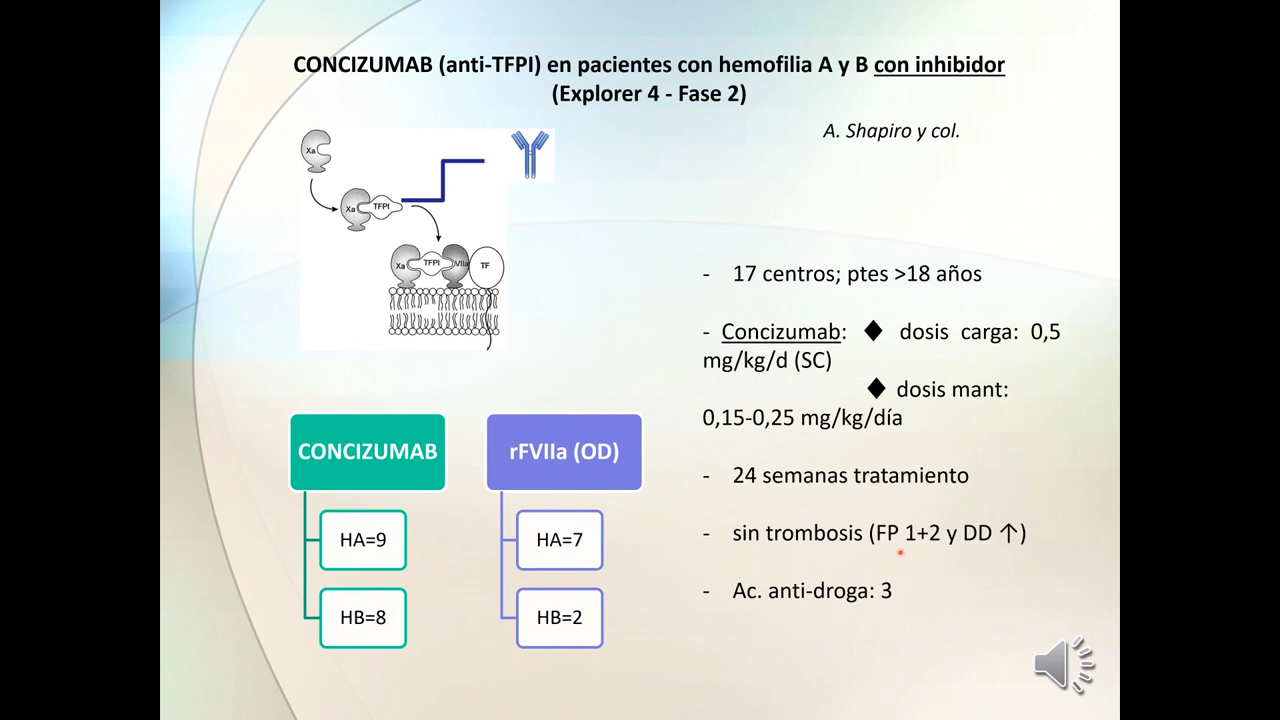 CONCIZUMAB (anti-TFPI) en pacientes con hemofilia A y B con inhibidor
(Explorer 4 - Fase 2)
A. Shapiro y col.
Xa
Xa TFPI
Xa TFPI VIIa TF
- 17 centros; ptes >18 años
- Concizumab: ♦ dosis carga: 0,5
mg/kg/d (SC)
♦ dosis mant:
0,15-0,25 mg/kg/día
- 24 semanas tratamiento
- sin trombosis (FP 1+2 y DD ↑)
- Ac. anti-droga: 3
CONCIZUMAB
HA=9
HB=8
rFVIIa (OD)
HA=7
HB=2